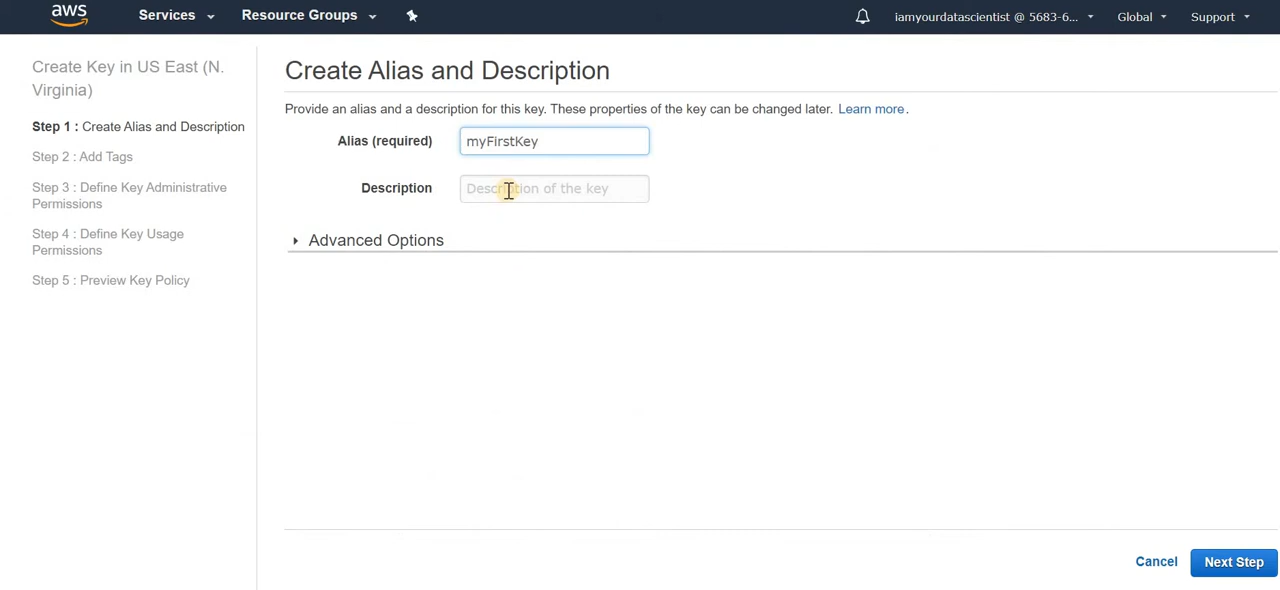 aws Services Resource Groups iamyourdatascientist @ 5683-6... Global Support
Create Key in US East (N.
Virginia)
Step 1 : Create Alias and Description
Step 2 : Add Tags
Step 3 : Define Key Administrative
Permissions
Step 4 : Define Key Usage
Permissions
Step 5 : Preview Key Policy
Create Alias and Description
Provide an alias and a description for this key. These properties of the key can be changed later. Learn more.
Alias (required) myFirstKey
Description Description of the key
Advanced Options
Cancel Next Step